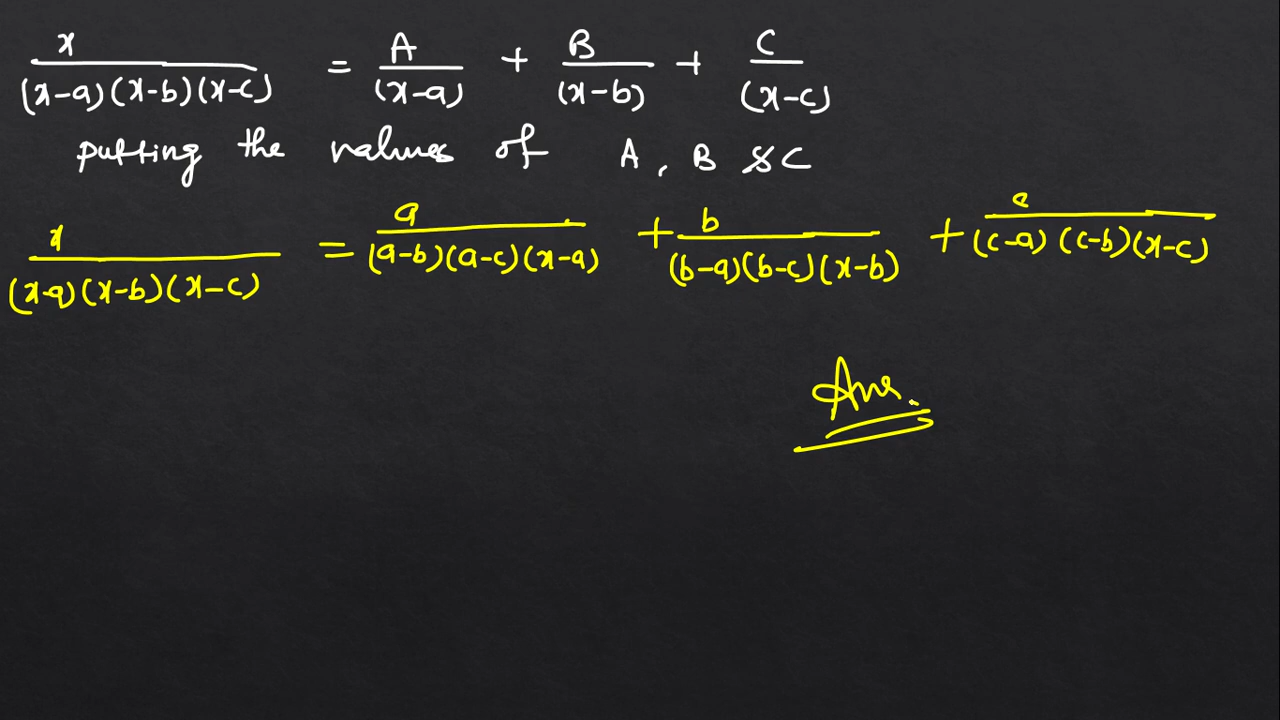 x/((x-a)(x-b)(x-c)) = A/(x-a) + B/(x-b) + C/(x-c)
putting the values of A, B & C
x/((x-a)(x-b)(x-c)) = a/((a-b)(a-c)(x-a)) + b/((b-a)(b-c)(x-b)) + c/((c-a)(c-b)(x-c))
Ans.